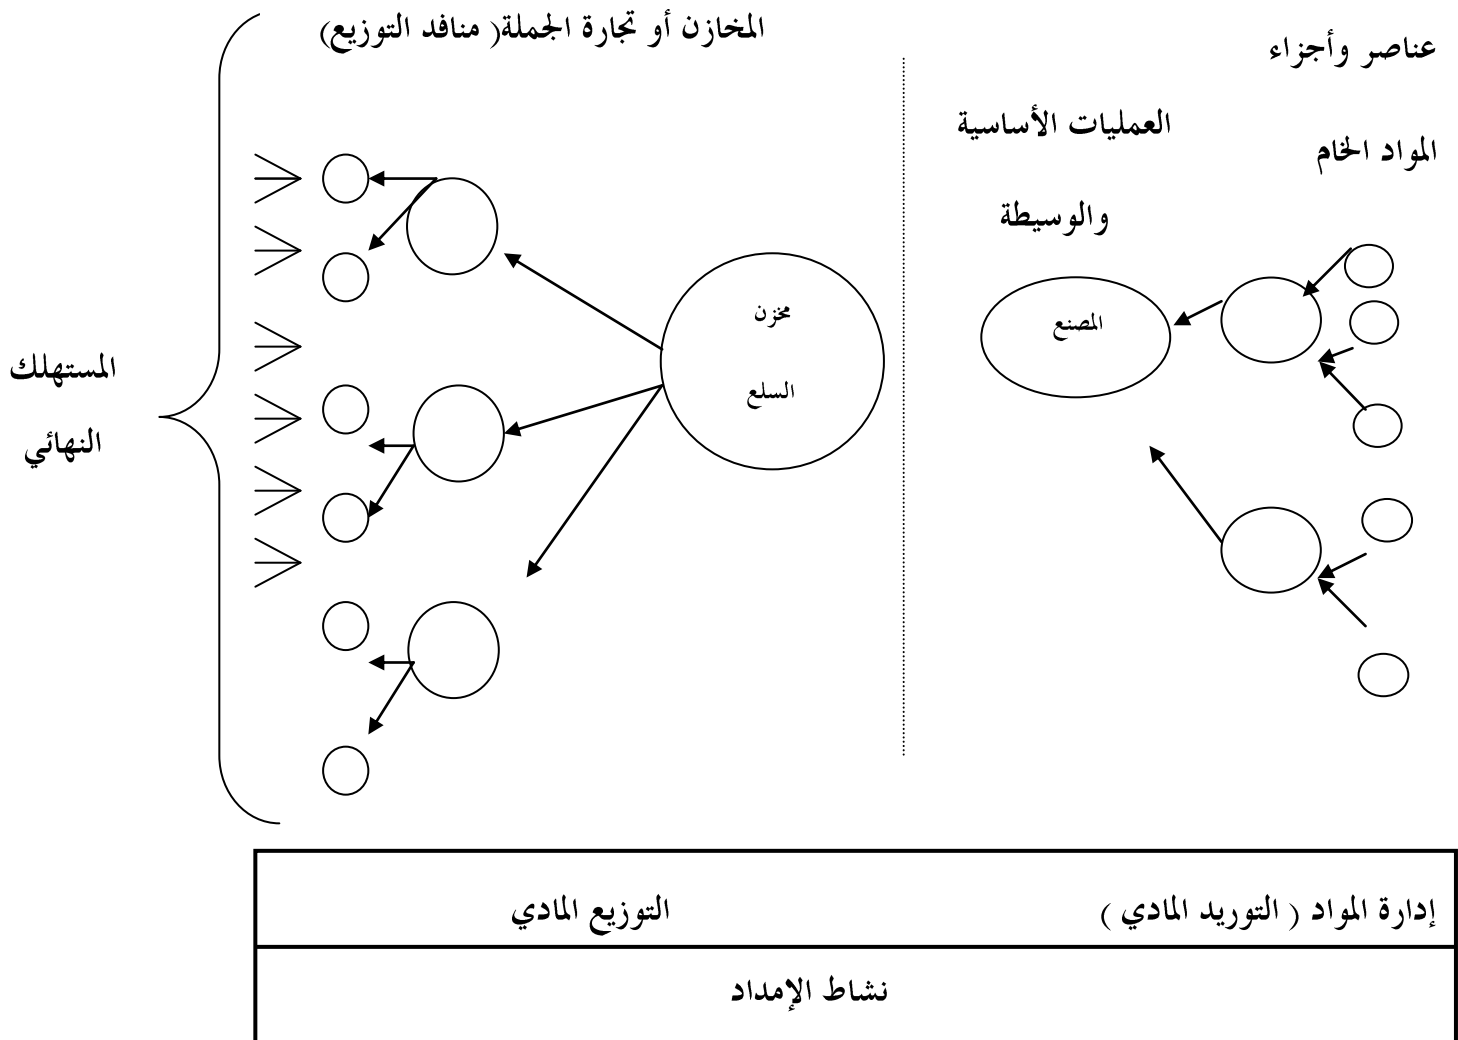 عناصر وأجزاء
المواد الخام
العمليات الأساسية
والوسيطة
المصنع
المخازن أو تجارة الجملة( منافد التوزيع)
مخزن
السلع
المستهلك
النهائي
إدارة المواد ( التوريد المادي ) التوزيع المادي
نشاط الإمداد